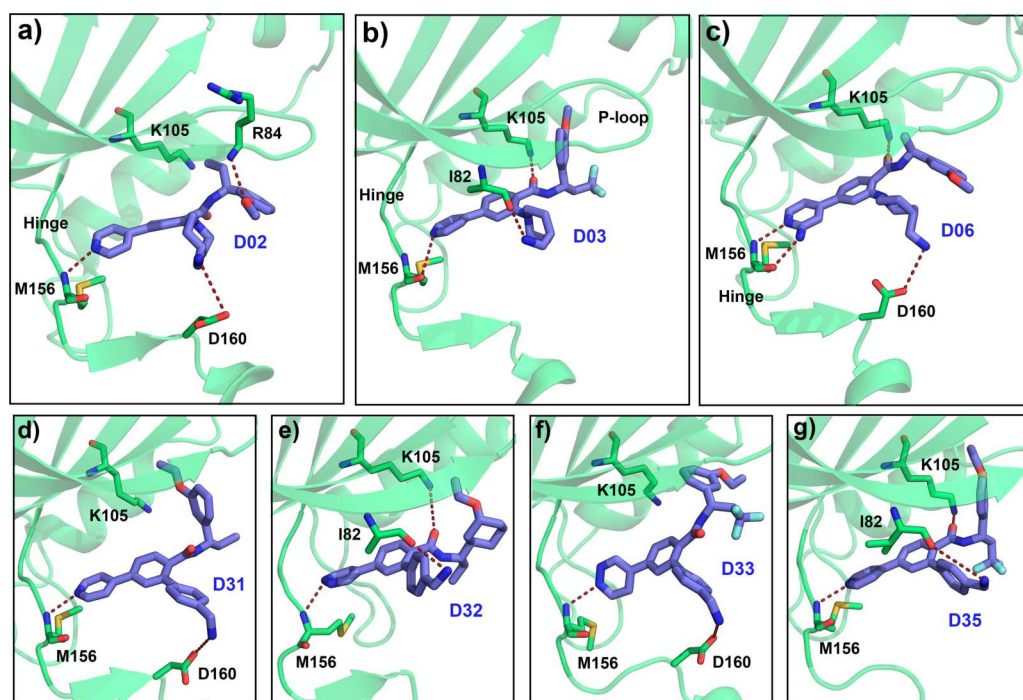 a)
K105
R84
Hinge
D02
M156
D160
b)
K105
P-loop
I82
Hinge
D03
M156
c)
K105
M156
D06
Hinge
D160
d)
K105
D31
M156
D160
e)
K105
I82
D32
M156
f)
K105
D33
M156
D160
g)
K105
I82
M156
D35